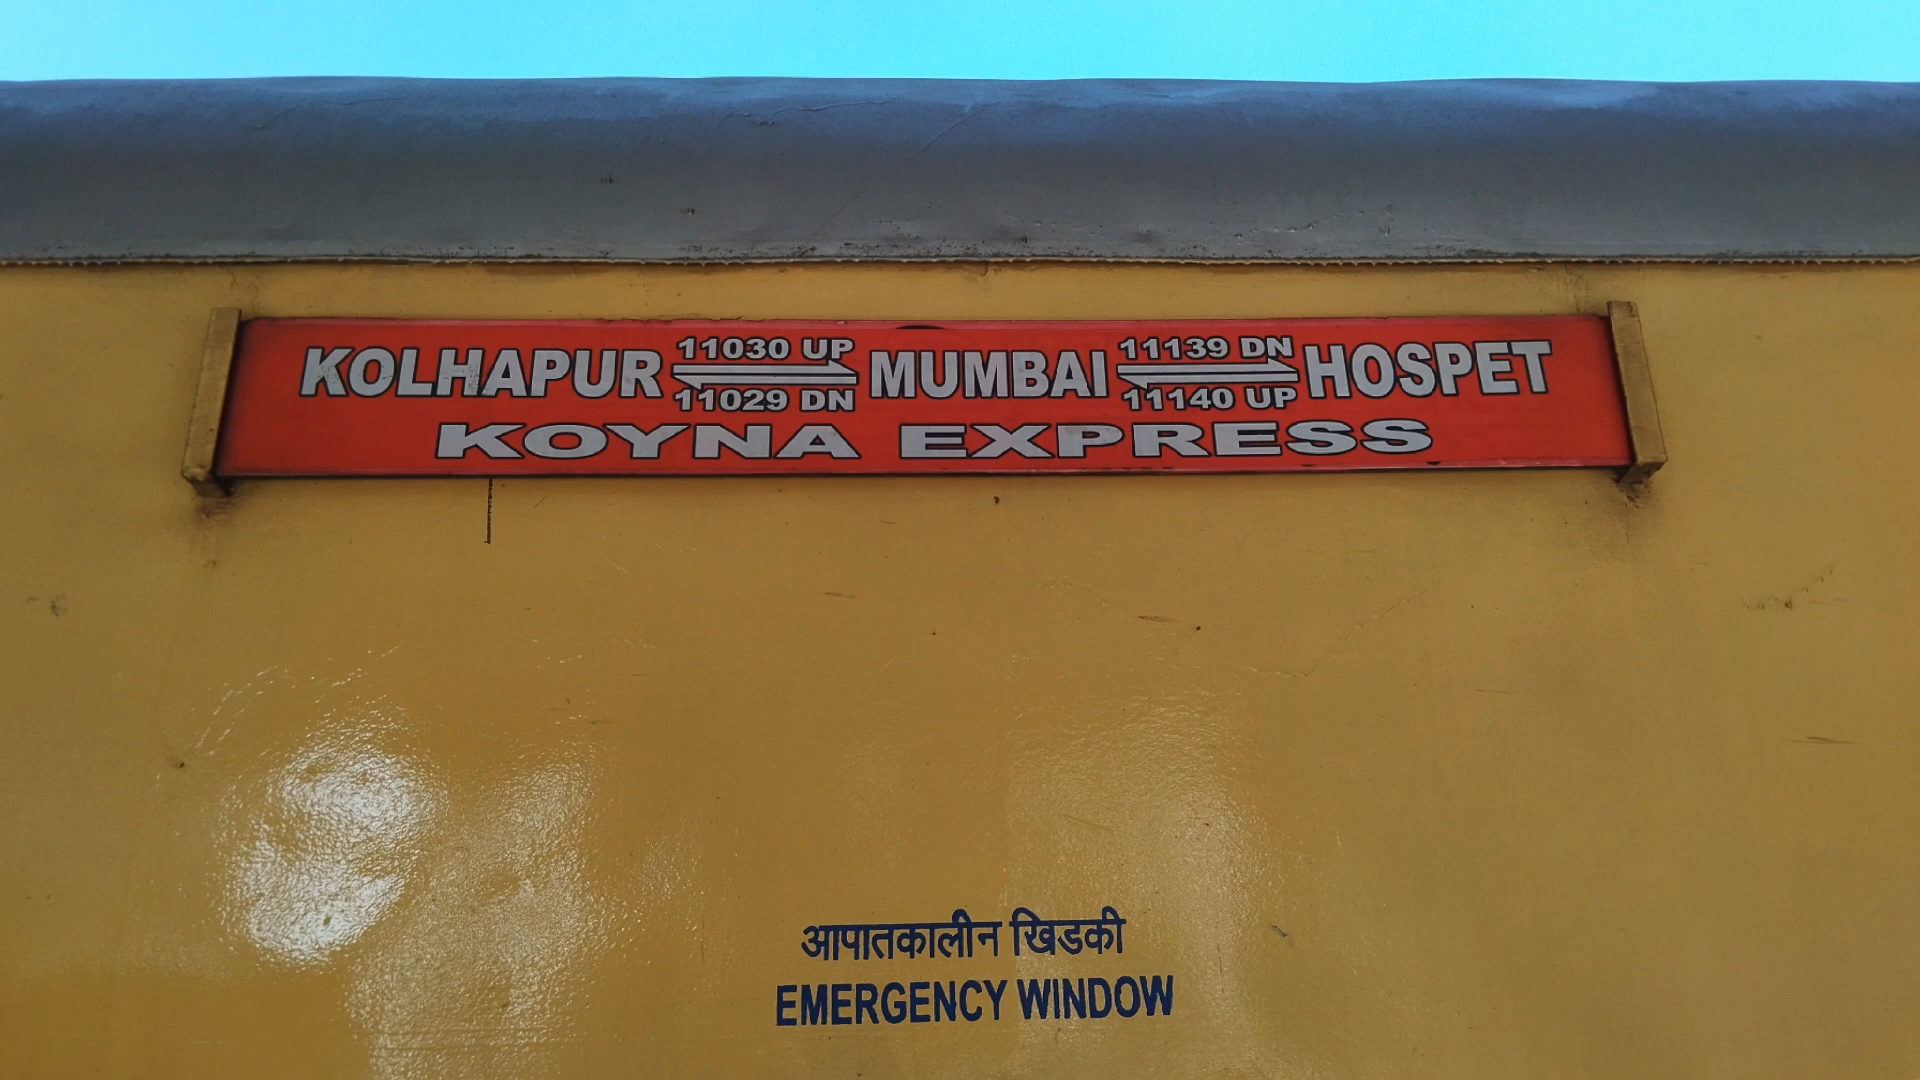 11030 UP 11139 DN
KOLHAPUR MUMBAI HOSPET
11029 DN 11140 UP
KOYNA EXPRESS
आपातकालीन खिडकी
EMERGENCY WINDOW